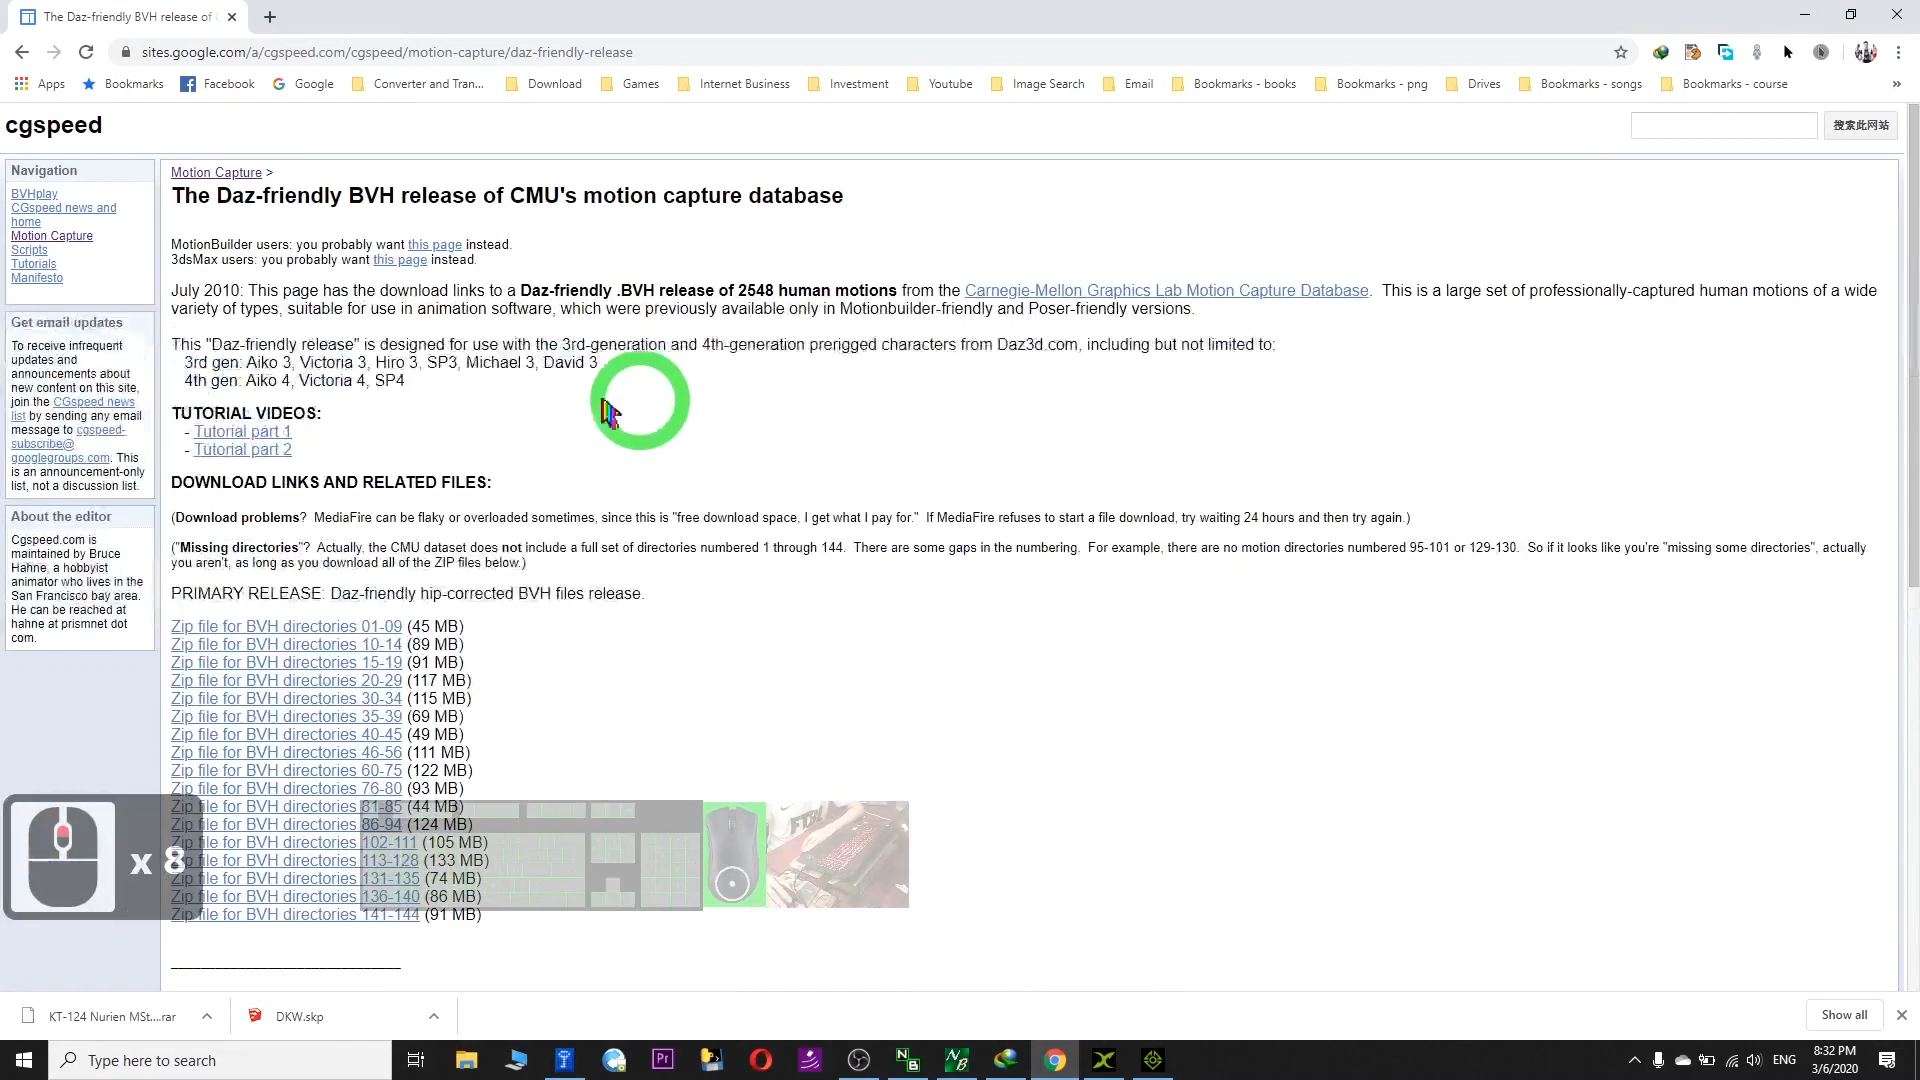 The Daz-friendly BVH release of
sites.google.com/a/cgspeed.com/cgspeed/motion-capture/daz-friendly-release
Apps Bookmarks Facebook Google Converter and Tran... Download Games Internet Business Investment Youtube Image Search Email Bookmarks - books Bookmarks - png Drives Bookmarks - songs Bookmarks - course »
cgspeed
搜索此网站
Navigation
BVHplay
CGspeed news and
home
Motion Capture
Scripts
Tutorials
Manifesto
Get email updates
To receive infrequent
updates and
announcements about
new content on this site,
join the CGspeed news
list by sending any email
message to cgspeed-
subscribe@
googlegroups.com. This
is an announcement-only
list, not a discussion list.
About the editor
Cgspeed.com is
maintained by Bruce
Hahne, a hobbyist
animator who lives in the
San Francisco bay area.
He can be reached at
hahne at prismnet dot
com.
Motion Capture >
The Daz-friendly BVH release of CMU's motion capture database
MotionBuilder users: you probably want this page instead.
3dsMax users: you probably want this page instead.
July 2010: This page has the download links to a Daz-friendly .BVH release of 2548 human motions from the Carnegie-Mellon Graphics Lab Motion Capture Database. This is a large set of professionally-captured human motions of a wide
variety of types, suitable for use in animation software, which were previously available only in Motionbuilder-friendly and Poser-friendly versions.
This "Daz-friendly release" is designed for use with the 3rd-generation and 4th-generation prerigged characters from Daz3d.com, including but not limited to:
3rd gen: Aiko 3, Victoria 3, Hiro 3, SP3, Michael 3, David 3
4th gen: Aiko 4, Victoria 4, SP4
TUTORIAL VIDEOS:
- Tutorial part 1
- Tutorial part 2
DOWNLOAD LINKS AND RELATED FILES:
(Download problems? MediaFire can be flaky or overloaded sometimes, since this is "free download space, I get what I pay for." If MediaFire refuses to start a file download, try waiting 24 hours and then try again.)
("Missing directories"? Actually, the CMU dataset does not include a full set of directories numbered 1 through 144. There are some gaps in the numbering. For example, there are no motion directories numbered 95-101 or 129-130. So if it looks like you're "missing some directories", actually
you aren't, as long as you download all of the ZIP files below.)
PRIMARY RELEASE: Daz-friendly hip-corrected BVH files release.
Zip file for BVH directories 01-09 (45 MB)
Zip file for BVH directories 10-14 (89 MB)
Zip file for BVH directories 15-19 (91 MB)
Zip file for BVH directories 20-29 (117 MB)
Zip file for BVH directories 30-34 (115 MB)
Zip file for BVH directories 35-39 (69 MB)
Zip file for BVH directories 40-45 (49 MB)
Zip file for BVH directories 46-56 (111 MB)
Zip file for BVH directories 60-75 (122 MB)
Zip file for BVH directories 76-80 (93 MB)
Zip file for BVH directories 81-85 (44 MB)
Zip file for BVH directories 86-94 (124 MB)
Zip file for BVH directories 102-111 (105 MB)
Zip file for BVH directories 113-128 (133 MB)
Zip file for BVH directories 131-135 (74 MB)
Zip file for BVH directories 136-140 (86 MB)
Zip file for BVH directories 141-144 (91 MB)
x 8
KT-124 Nurien MSt....rar
DKW.skp
Show all
Type here to search
Pr
ENG
8:32 PM
3/6/2020